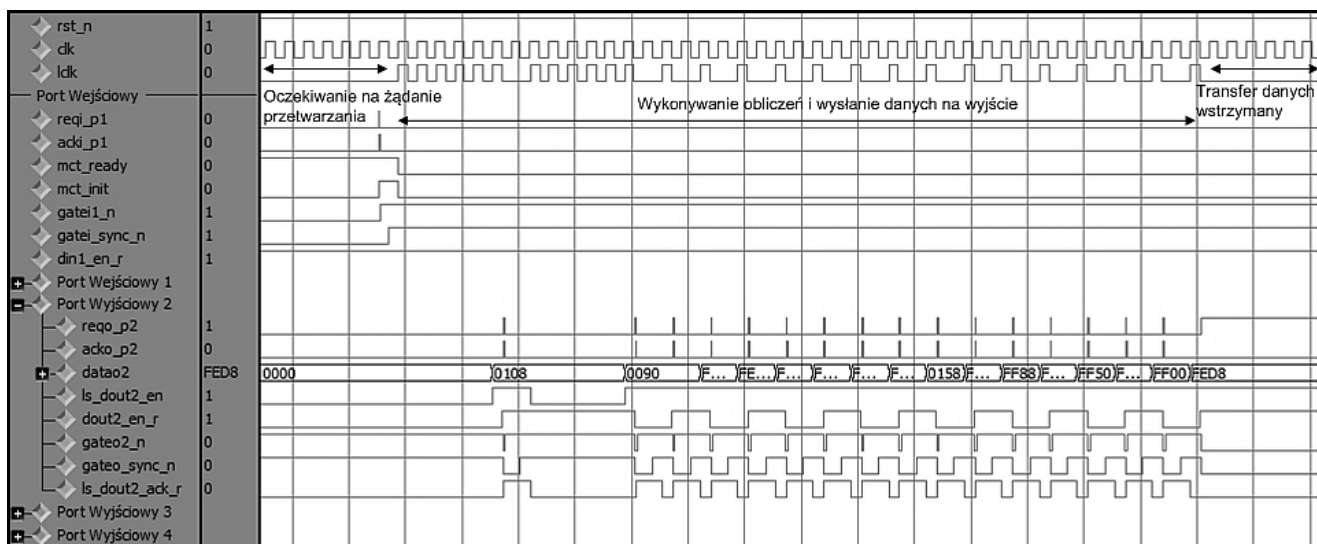 rst_n 1
clk 0
lclk 0
Port Wejściowy
reqi_p1 0
acki_p1 0
mct_ready 0
mct_init 0
gatei1_n 1
gatei_sync_n 1
din1_en_r 1
Port Wejściowy 1
Port Wyjściowy 2
reqo_p2 1
acko_p2 0
datao2 FED8
ls_dout2_en 1
dout2_en_r 1
gateo2_n 0
gateo_sync_n 0
ls_dout2_ack_r 0
Port Wyjściowy 3
Port Wyjściowy 4
Oczekiwanie na żądanie
przetwarzania
Wykonywanie obliczeń i wysłanie danych na wyjście
Transfer danych
wstrzymany
0000 0108 0090 F... FE... F... F... F... F... 0158 F... FF88 F... FF50 F... FF00 FED8